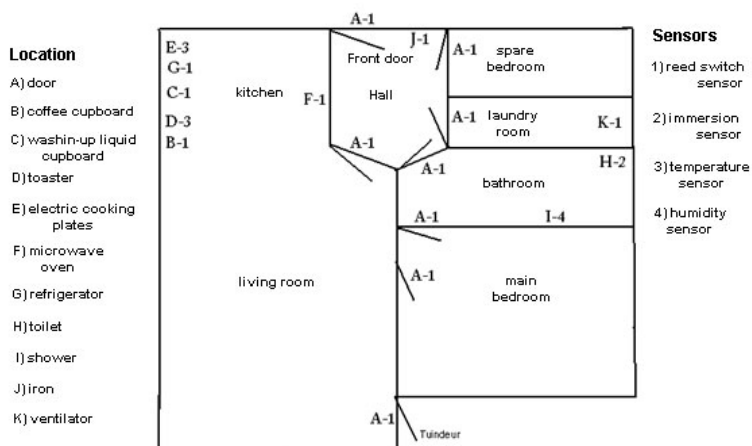 Location
A) door
B) coffee cupboard
C) washin-up liquid
cupboard
D) toaster
E) electric cooking
plates
F) microwave
oven
G) refrigerator
H) toilet
I) shower
J) iron
K) ventilator
A-1
E-3
G-1
C-1
kitchen
D-3
B-1
F-1
J-1
Front door
Hall
A-1
A-1
spare
bedroom
A-1
laundry
room
K-1
A-1
H-2
bathroom
A-1
I-4
living room
A-1
main
bedroom
A-1
Tuindeur
Sensors
1) reed switch
sensor
2) immersion
sensor
3) temperature
sensor
4) humidity
sensor